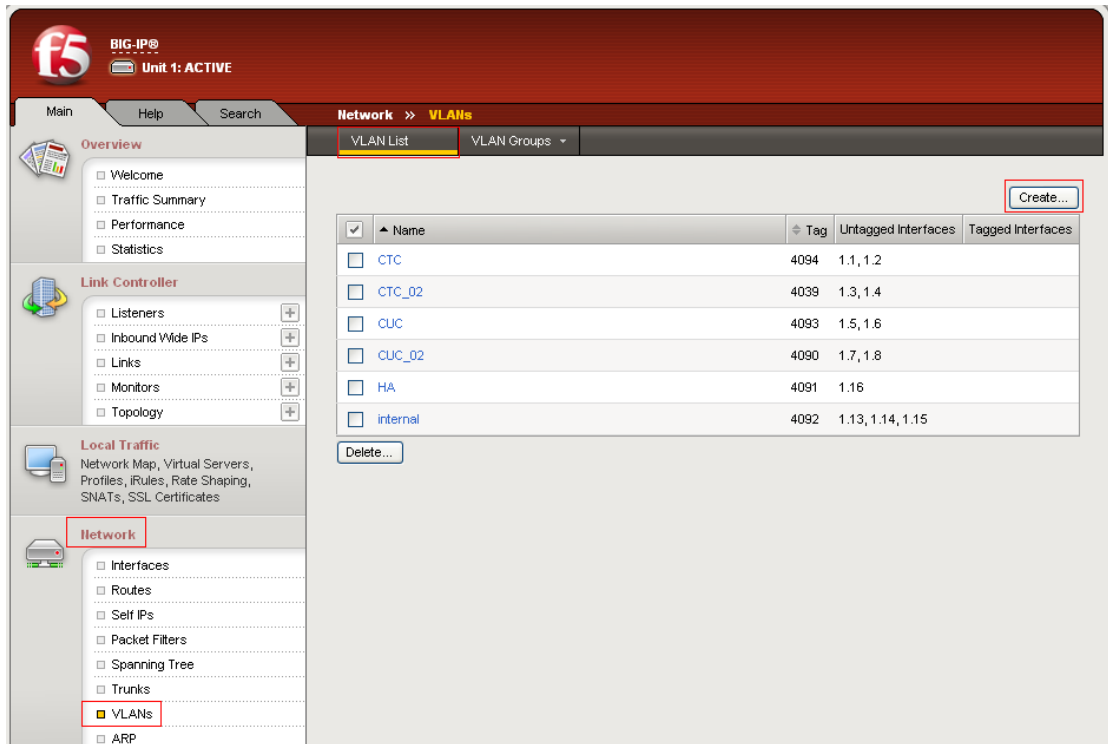 f5
BIG-IP®
Unit 1: ACTIVE
Main Help Search
Network » VLANs
VLAN List VLAN Groups
Overview
Welcome
Traffic Summary
Performance
Statistics
Link Controller
Listeners
Inbound Wide IPs
Links
Monitors
Topology
Local Traffic
Network Map, Virtual Servers,
Profiles, iRules, Rate Shaping,
SNATs, SSL Certificates
Network
Interfaces
Routes
Self IPs
Packet Filters
Spanning Tree
Trunks
VLANs
ARP
Create...
Name Tag Untagged Interfaces Tagged Interfaces
CTC 4094 1.1, 1.2
CTC_02 4039 1.3, 1.4
CUC 4093 1.5, 1.6
CUC_02 4090 1.7, 1.8
HA 4091 1.16
internal 4092 1.13, 1.14, 1.15
Delete...